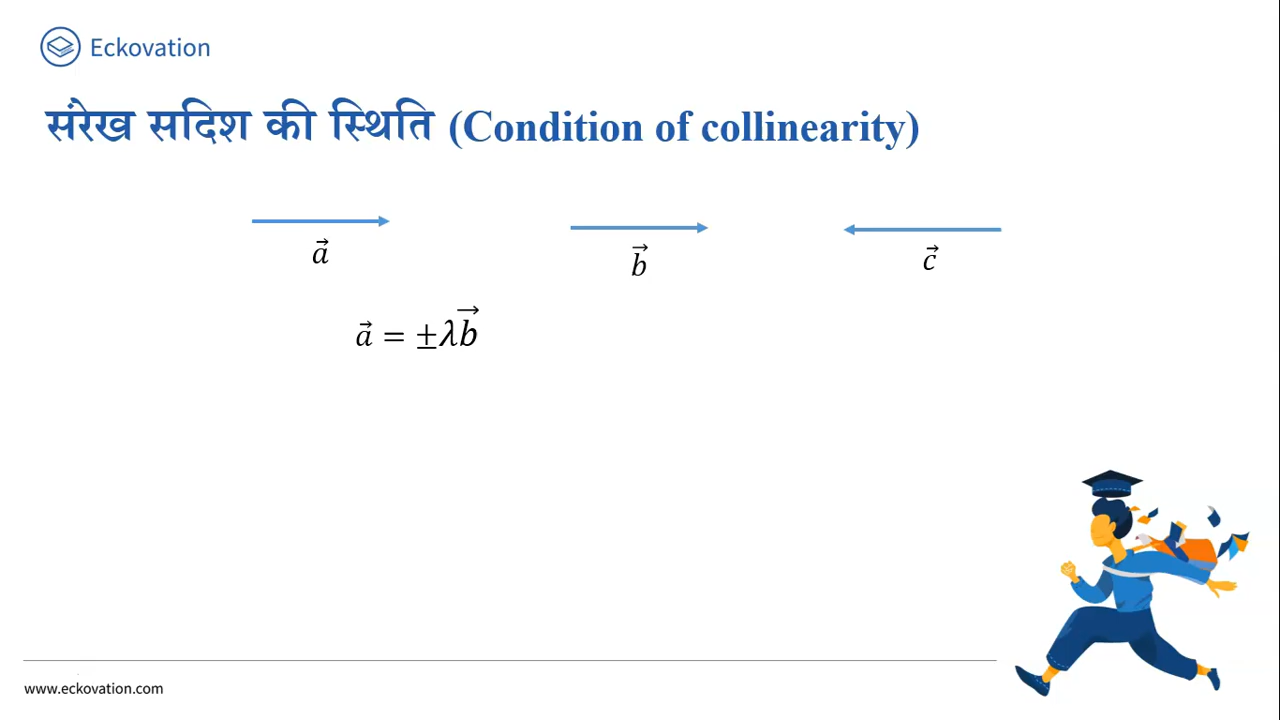 Eckovation
संरेख सदिश की स्थिति (Condition of collinearity)
a⃗
b⃗
c⃗
a⃗ = ±λb⃗
www.eckovation.com